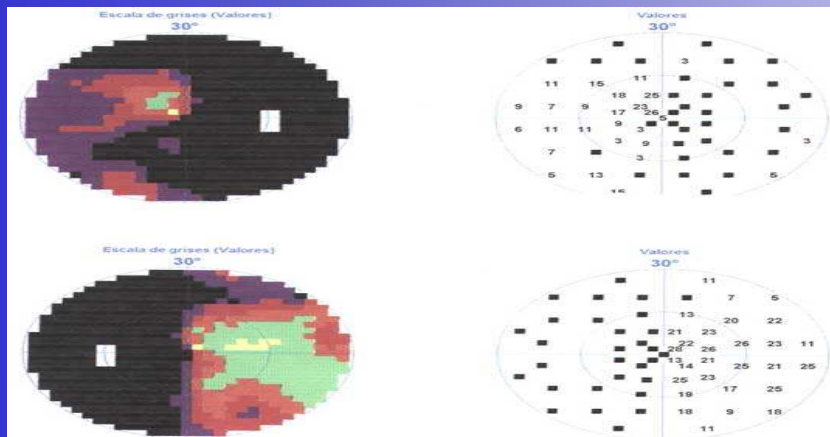 Escala de grises (Valores)
30°
Valores
30°
3
11
11 15
18 25
9 7 9 23
17 26
5
9
6 11 11 3
3 9 3
7
3
5 13 5
15
Escala de grises (Valores)
30°
Valores
30°
11
7 5
13
20 22
21 23
22 26 23 11
28 26
13 21
14 25 21 25
25 23
17 25
19
18 9 18
11